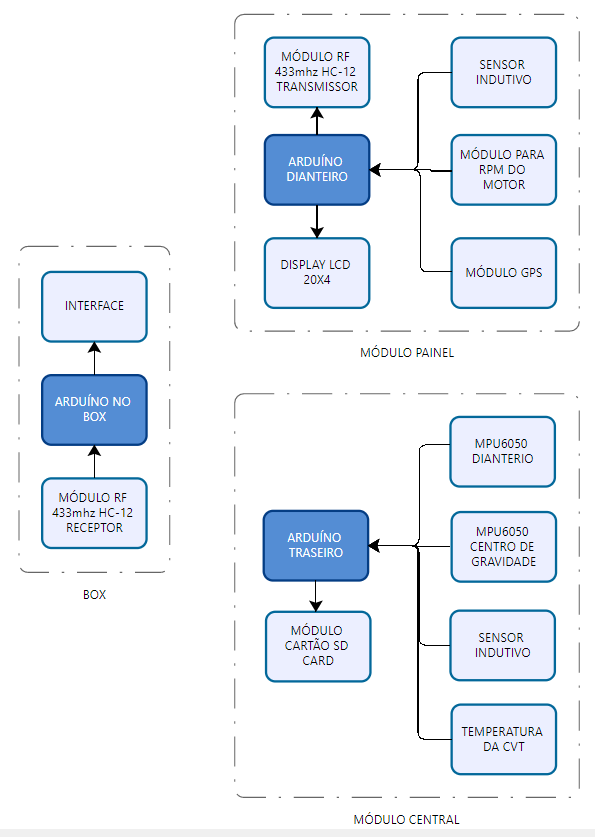 MÓDULO RF
433mhz HC-12
TRANSMISSOR
SENSOR
INDUTIVO
ARDUÍNO
DIANTEIRO
MÓDULO PARA
RPM DO
MOTOR
DISPLAY LCD
20X4
MÓDULO GPS
MÓDULO PAINEL
INTERFACE
ARDUÍNO NO
BOX
MÓDULO RF
433mhz HC-12
RECEPTOR
BOX
MPU6050
DIANTERIO
ARDUÍNO
TRASEIRO
MPU6050
CENTRO DE
GRAVIDADE
MÓDULO
CARTÃO SD
CARD
SENSOR
INDUTIVO
TEMPERATURA
DA CVT
MÓDULO CENTRAL